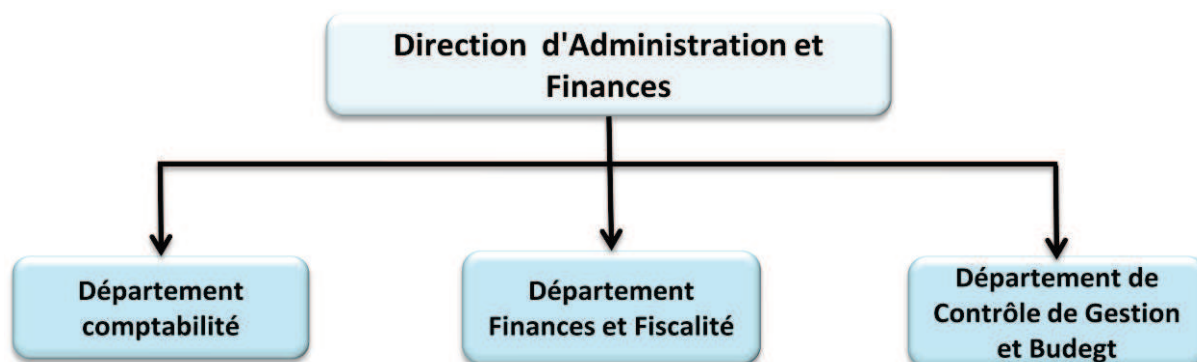 Direction d'Administration et
Finances
Département
comptabilité
Département
Finances et Fiscalité
Département de
Contrôle de Gestion
et Budegt